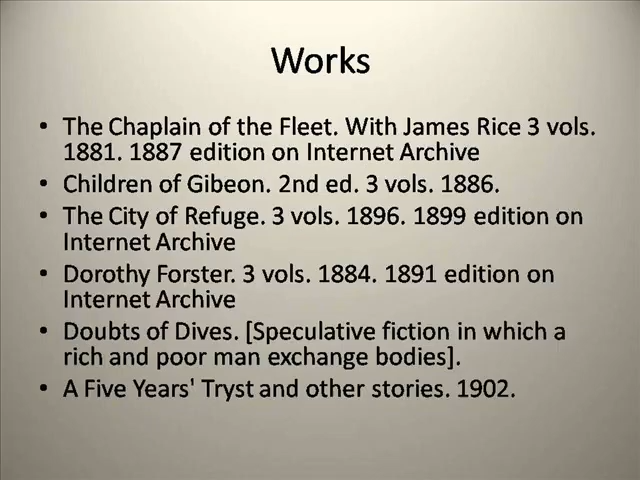 Works
• The Chaplain of the Fleet. With James Rice 3 vols.
1881. 1887 edition on Internet Archive
• Children of Gibeon. 2nd ed. 3 vols. 1886.
• The City of Refuge. 3 vols. 1896. 1899 edition on
Internet Archive
• Dorothy Forster. 3 vols. 1884. 1891 edition on
Internet Archive
• Doubts of Dives. [Speculative fiction in which a
rich and poor man exchange bodies].
• A Five Years' Tryst and other stories. 1902.